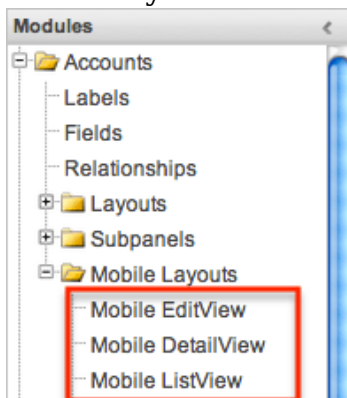 Modules <
Accounts
Labels
Fields
Relationships
Layouts
Subpanels
Mobile Layouts
Mobile EditView
Mobile DetailView
Mobile ListView